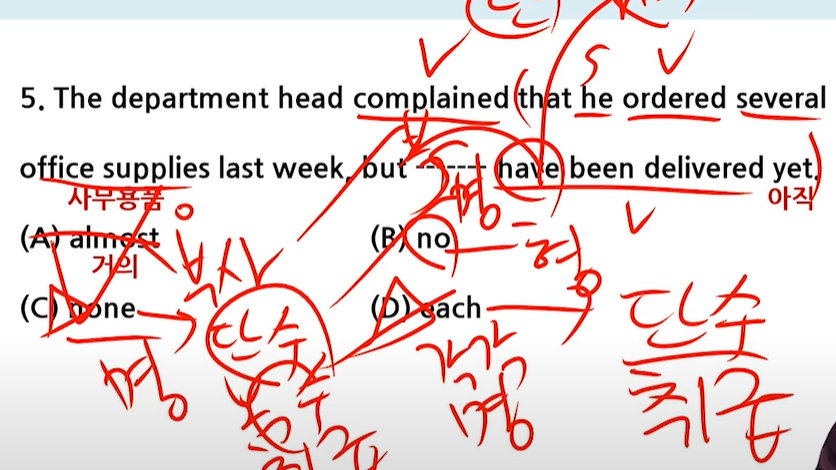 5. The department head complained (that he ordered several
S
office supplies last week, but ------ have been delivered yet.)
사무용품
아직
(A) almost
(B) no
거의
부사
형
(C) none
(D) each
단수
단수
명
각각
취급
복수
명